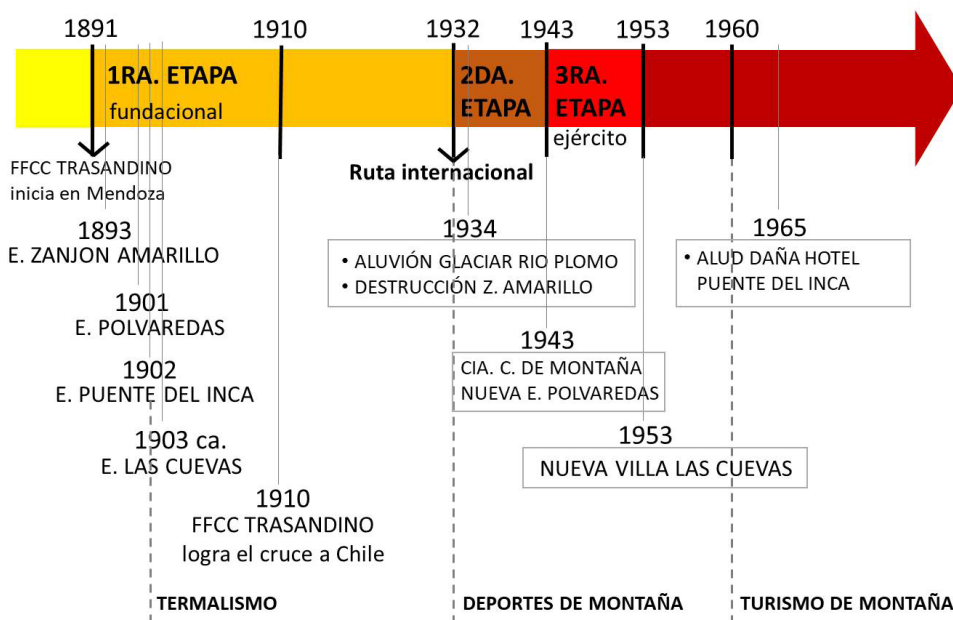 1891
1910
1932
1943
1953
1960
1RA. ETAPA
fundacional
2DA.
ETAPA
3RA.
ETAPA
ejército
FFCC TRASANDINO
inicia en Mendoza
Ruta internacional
1893
E. ZANJON AMARILLO
1901
E. POLVAREDAS
1902
E. PUENTE DEL INCA
1903 ca.
E. LAS CUEVAS
1910
FFCC TRASANDINO
logra el cruce a Chile
1934
• ALUVIÓN GLACIAR RIO PLOMO
• DESTRUCCIÓN Z. AMARILLO
1943
CIA. C. DE MONTAÑA
NUEVA E. POLVAREDAS
1953
NUEVA VILLA LAS CUEVAS
1965
• ALUD DAÑA HOTEL
PUENTE DEL INCA
TERMALISMO
DEPORTES DE MONTAÑA
TURISMO DE MONTAÑA